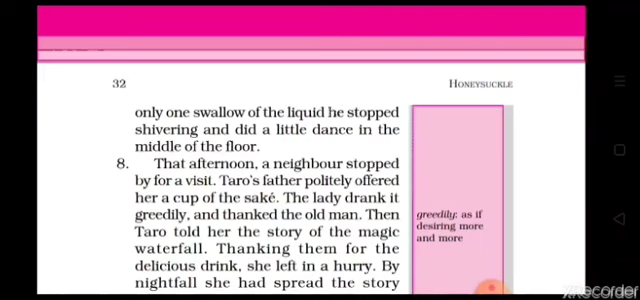 32
HONEYSUCKLE
only one swallow of the liquid he stopped
shivering and did a little dance in the
middle of the floor.
8. That afternoon, a neighbour stopped
by for a visit. Taro's father politely offered
her a cup of the saké. The lady drank it
greedily, and thanked the old man. Then
Taro told her the story of the magic
waterfall. Thanking them for the
delicious drink, she left in a hurry. By
nightfall she had spread the story
greedily: as if
desiring more
and more